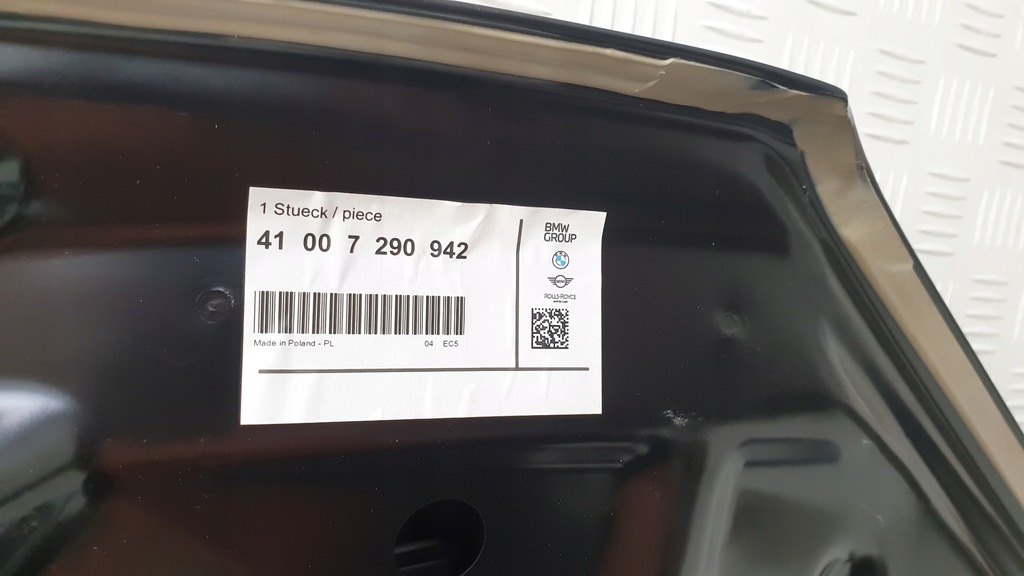 1 Stueck / piece
41 00 7 290 942
Made in Poland - PL 04 EC5
BMW
GROUP
ROLLS-ROYCE